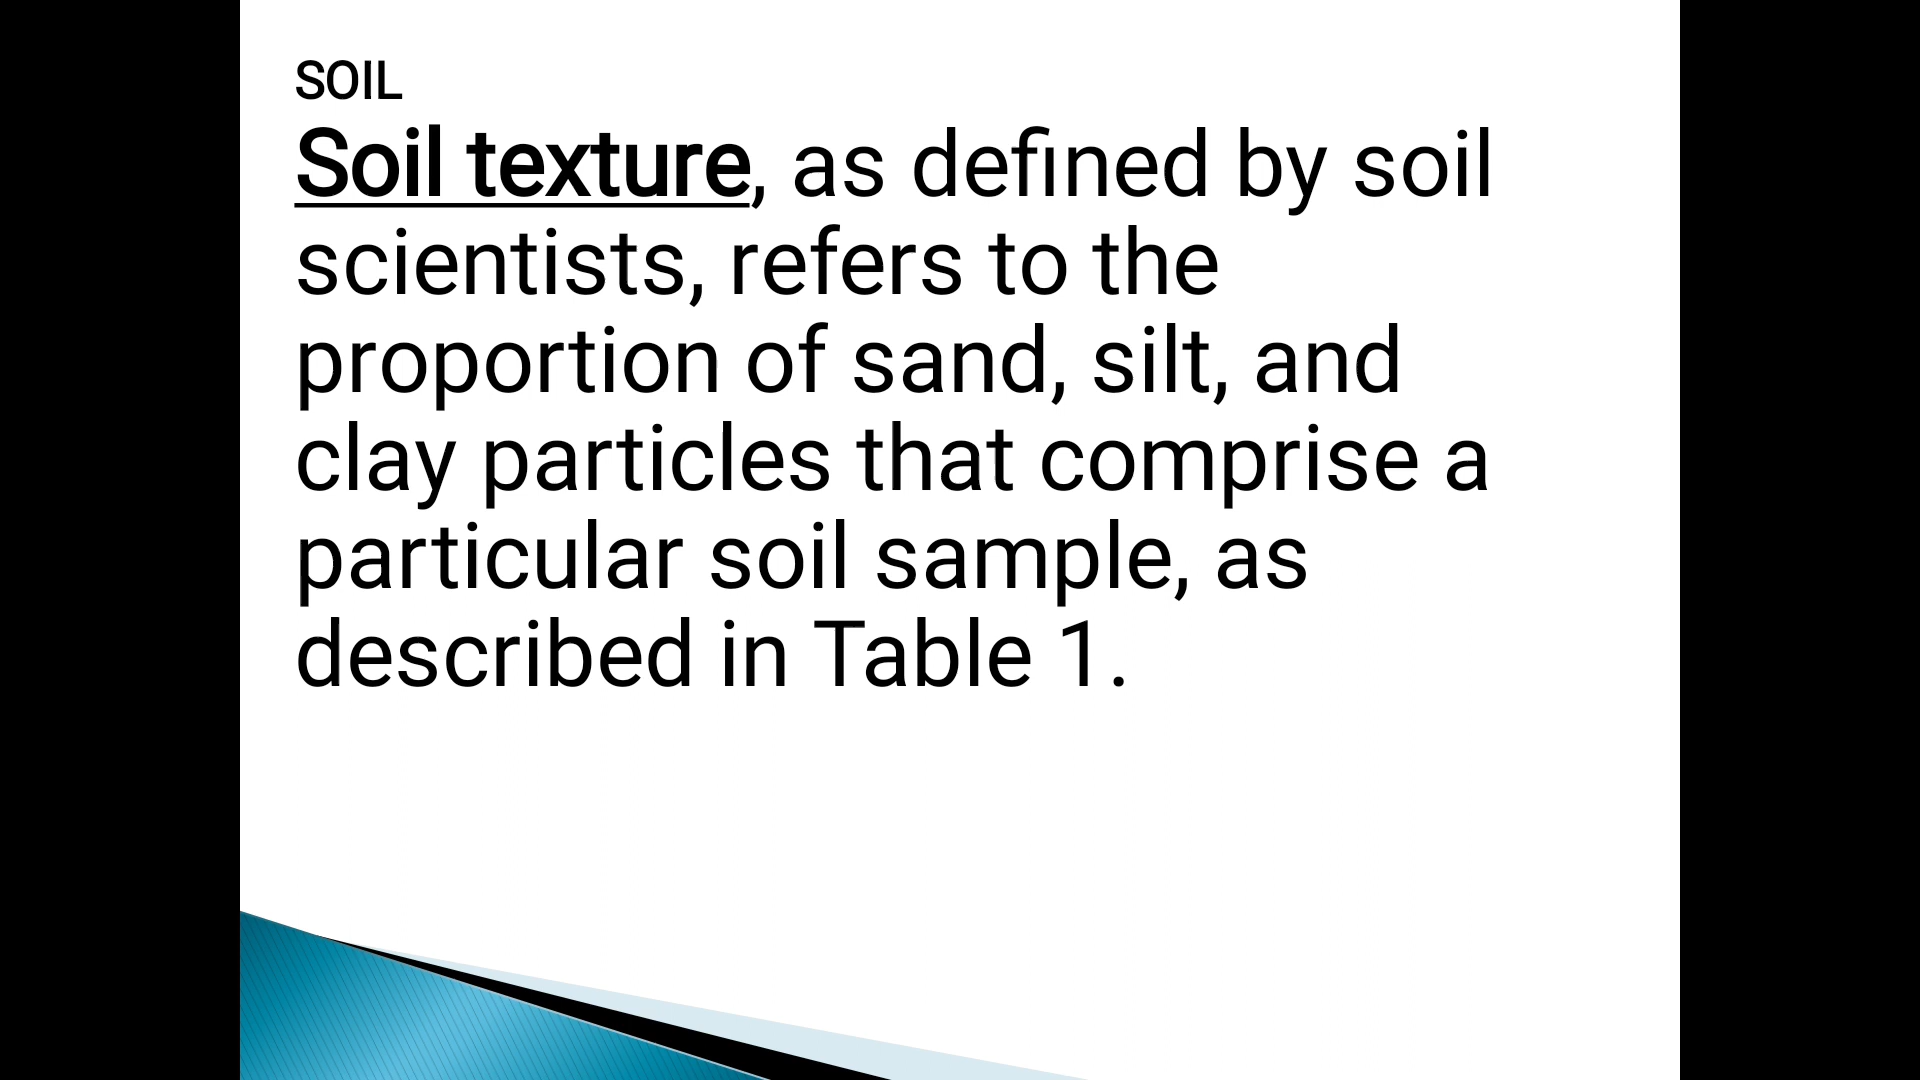 SOIL
Soil texture, as defined by soil
scientists, refers to the
proportion of sand, silt, and
clay particles that comprise a
particular soil sample, as
described in Table 1.